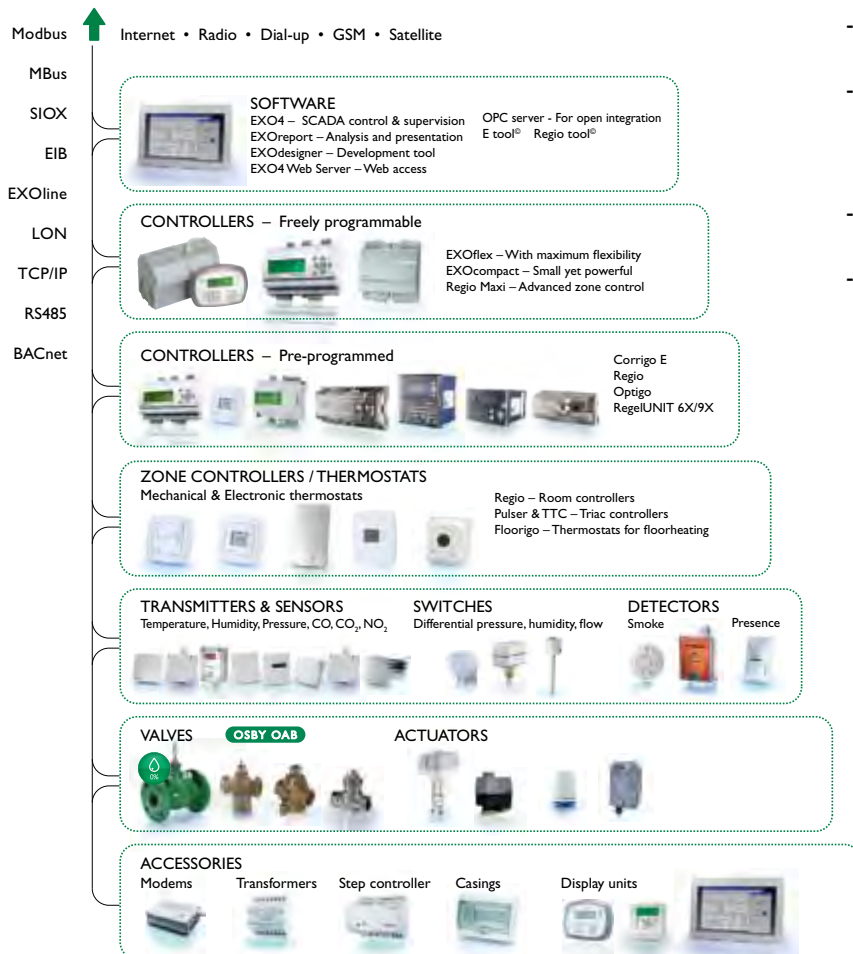 Modbus
MBus
SIOX
EIB
EXOline
LON
TCP/IP
RS485
BACnet
Internet • Radio • Dial-up • GSM • Satellite
SOFTWARE
EXO4 – SCADA control & supervision
EXOreport – Analysis and presentation
EXOdesigner – Development tool
EXO4 Web Server – Web access
OPC server - For open integration
E tool© Regio tool©
CONTROLLERS – Freely programmable
EXOflex – With maximum flexibility
EXOcompact – Small yet powerful
Regio Maxi – Advanced zone control
CONTROLLERS – Pre-programmed
Corrigo E
Regio
Optigo
RegelUNIT 6X/9X
ZONE CONTROLLERS / THERMOSTATS
Mechanical & Electronic thermostats
Regio – Room controllers
Pulser & TTC – Triac controllers
Floorigo – Thermostats for floorheating
TRANSMITTERS & SENSORS
Temperature, Humidity, Pressure, CO, CO₂, NO₂
SWITCHES
Differential pressure, humidity, flow
DETECTORS
Smoke Presence
VALVES OSBY OAB ACTUATORS
0%
ACCESSORIES
Modems Transformers Step controller Casings Display units